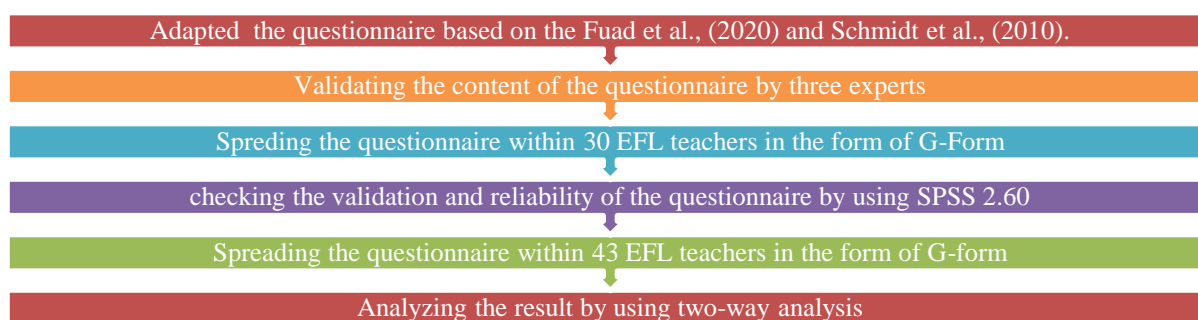 Adapted the questionnaire based on the Fuad et al., (2020) and Schmidt et al., (2010).
Validating the content of the questionnaire by three experts
Spreding the questionnaire within 30 EFL teachers in the form of G-Form
checking the validation and reliability of the questionnaire by using SPSS 2.60
Spreading the questionnaire within 43 EFL teachers in the form of G-form
Analyzing the result by using two-way analysis